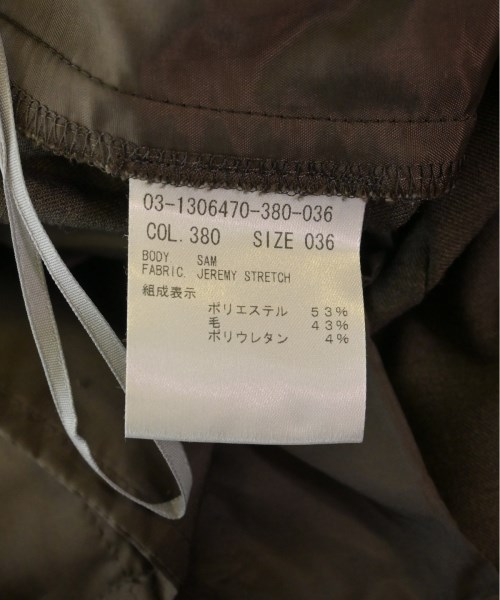 03-1306470-380-036
COL. 380 SIZE 036
BODY SAM
FABRIC. JEREMY STRETCH
組成表示
ポリエステル 53%
毛 43%
ポリウレタン 4%